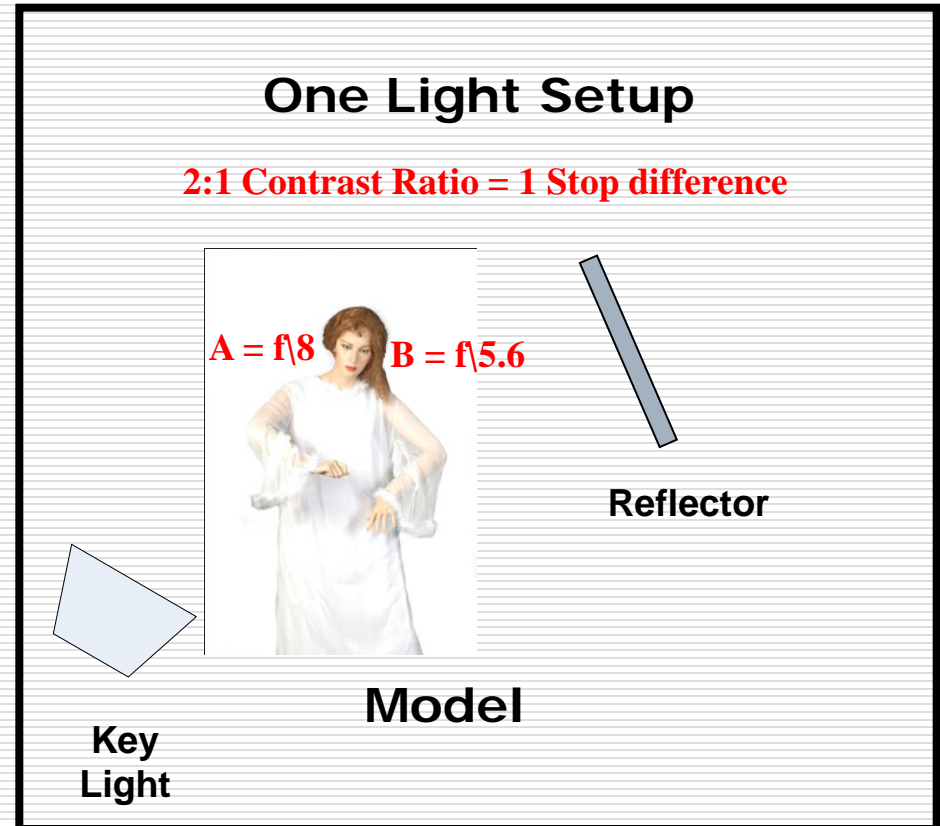 One Light Setup
2:1 Contrast Ratio = 1 Stop difference
A = f\8
B = f\5.6
Reflector
Model
Key
Light